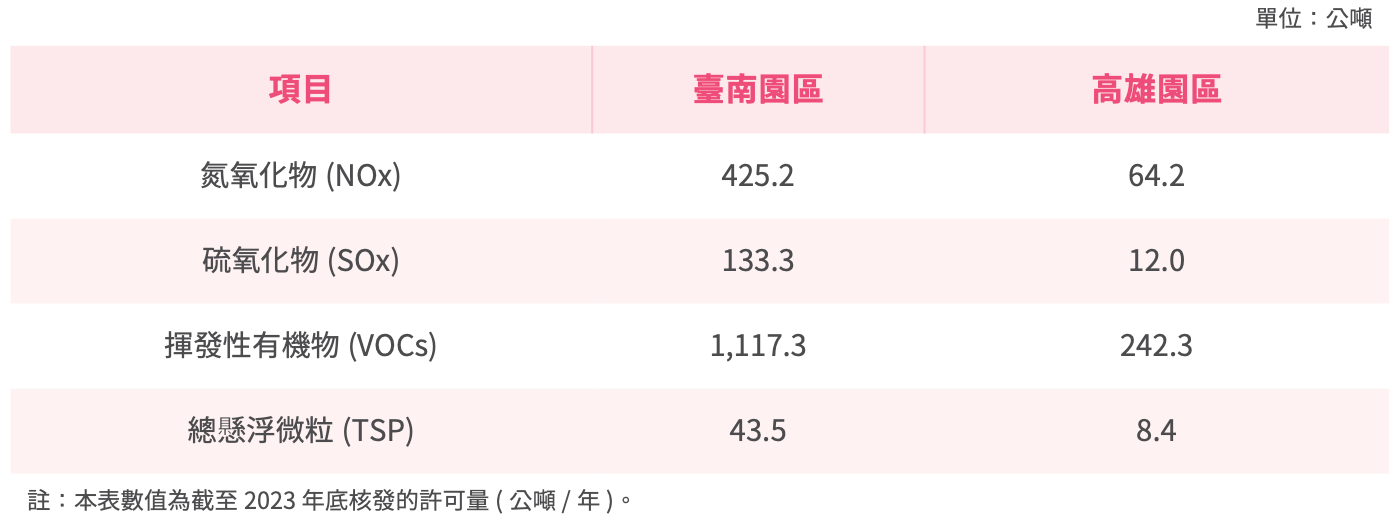 單位：公噸
項目 臺南園區 高雄園區
氮氧化物 (NOx) 425.2 64.2
硫氧化物 (SOx) 133.3 12.0
揮發性有機物 (VOCs) 1,117.3 242.3
總懸浮微粒 (TSP) 43.5 8.4
註：本表數值為截至 2023 年底核發的許可量 ( 公噸 / 年 )。